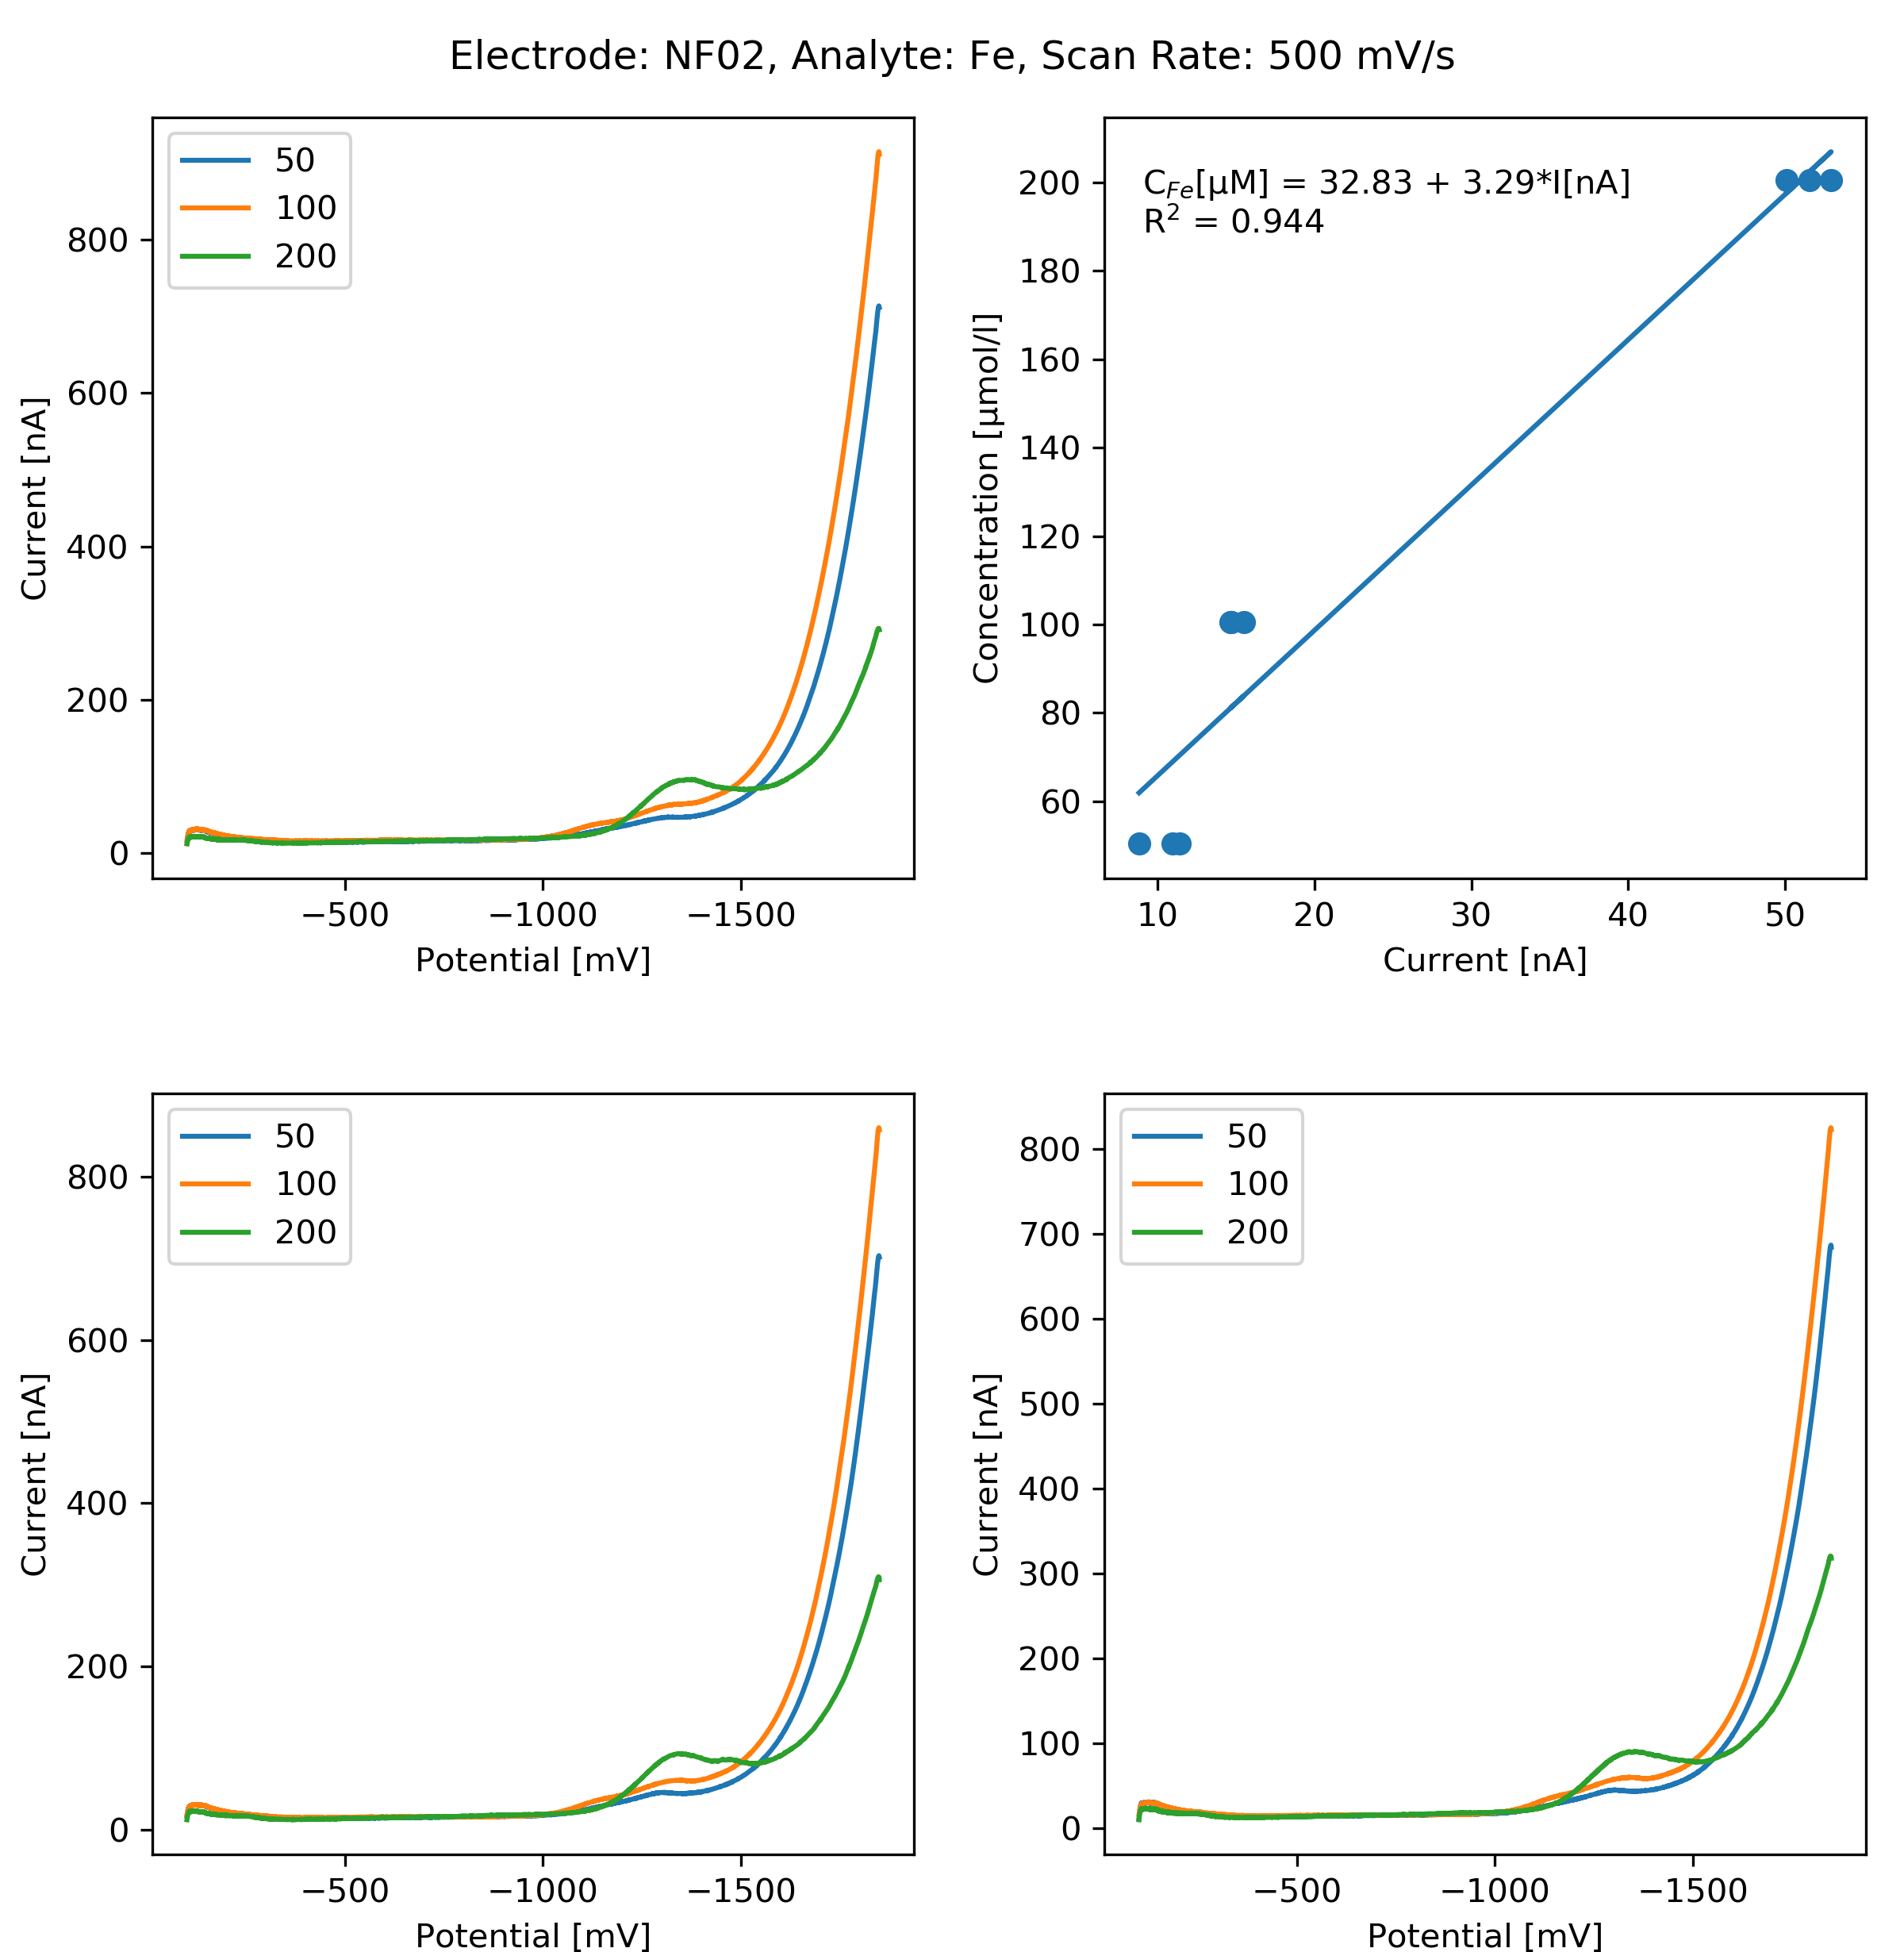 Electrode: NF02, Analyte: Fe, Scan Rate: 500 mV/s
50
100
200
800
600
400
200
0
Current [nA]
−500 −1000 −1500
Potential [mV]
C_Fe[µM] = 32.83 + 3.29*I[nA]
R² = 0.944
200
180
160
140
120
100
80
60
Concentration [µmol/l]
10 20 30 40 50
Current [nA]
50
100
200
800
600
400
200
0
Current [nA]
−500 −1000 −1500
Potential [mV]
50
100
200
800
700
600
500
400
300
200
100
0
Current [nA]
−500 −1000 −1500
Potential [mV]